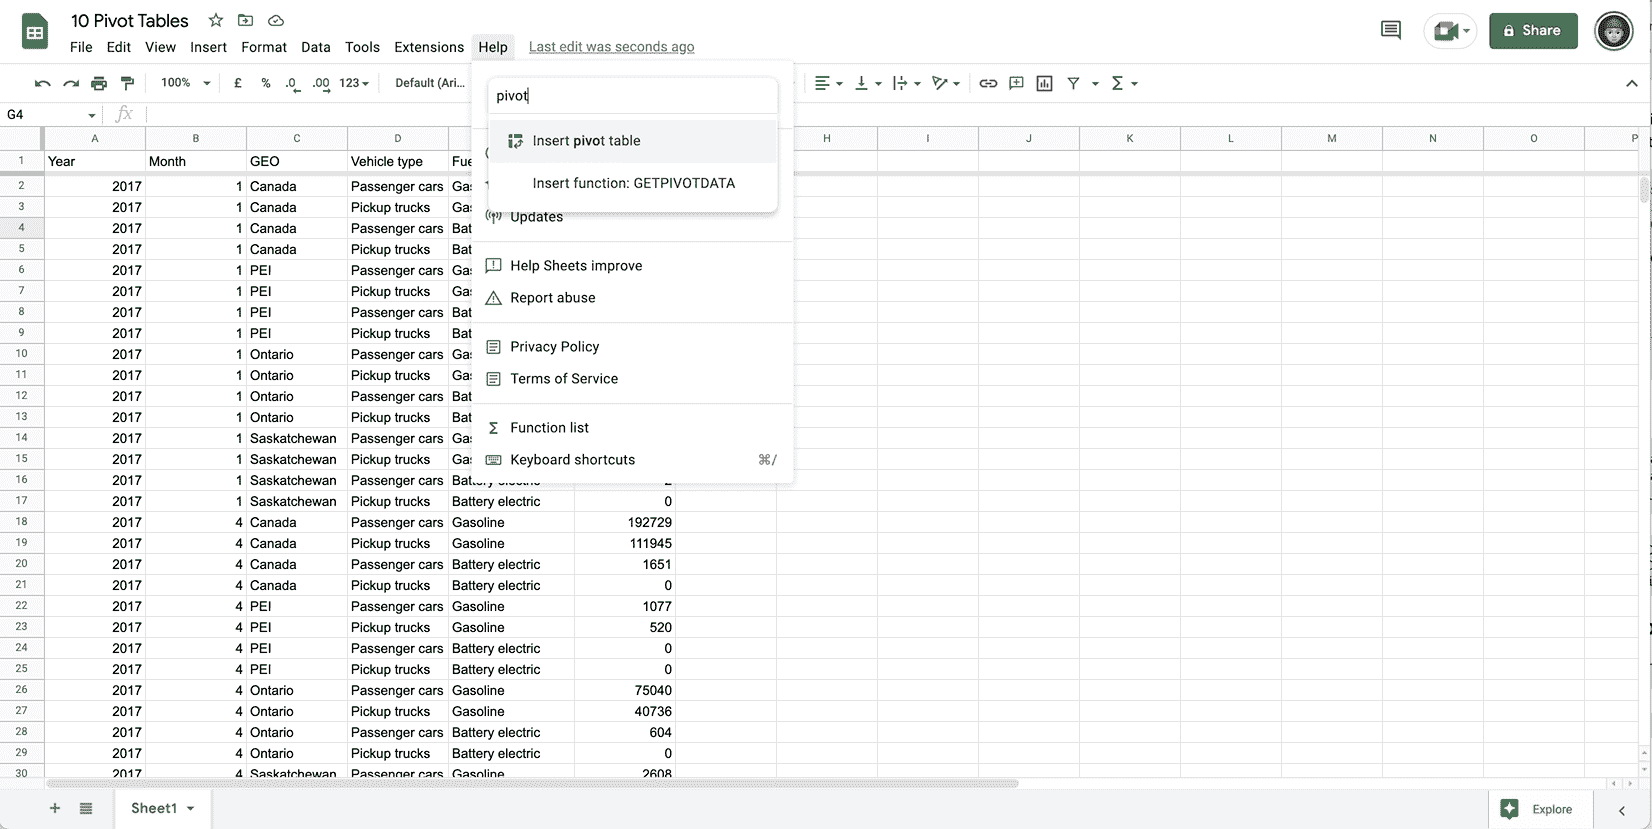 10 Pivot Tables
File Edit View Insert Format Data Tools Extensions Help Last edit was seconds ago
Share
100% £ % .0 .00 123 Default (Ari...
pivot
G4 fx
Insert pivot table
Insert function: GETPIVOTDATA
Updates
Help Sheets improve
Report abuse
Privacy Policy
Terms of Service
Function list
Keyboard shortcuts ⌘/
A B C D H I J K L M N O P
1 Year Month GEO Vehicle type Fue
2 2017 1 Canada Passenger cars Ga
3 2017 1 Canada Pickup trucks Ga
4 2017 1 Canada Passenger cars Bat
5 2017 1 Canada Pickup trucks Bat
6 2017 1 PEI Passenger cars Ga
7 2017 1 PEI Pickup trucks Ga
8 2017 1 PEI Passenger cars Bat
9 2017 1 PEI Pickup trucks Bat
10 2017 1 Ontario Passenger cars Ga
11 2017 1 Ontario Pickup trucks Ga
12 2017 1 Ontario Passenger cars Bat
13 2017 1 Ontario Pickup trucks Bat
14 2017 1 Saskatchewan Passenger cars Ga
15 2017 1 Saskatchewan Pickup trucks Ga
16 2017 1 Saskatchewan Passenger cars Battery electric 2
17 2017 1 Saskatchewan Pickup trucks Battery electric 0
18 2017 4 Canada Passenger cars Gasoline 192729
19 2017 4 Canada Pickup trucks Gasoline 111945
20 2017 4 Canada Passenger cars Battery electric 1651
21 2017 4 Canada Pickup trucks Battery electric 0
22 2017 4 PEI Passenger cars Gasoline 1077
23 2017 4 PEI Pickup trucks Gasoline 520
24 2017 4 PEI Passenger cars Battery electric 0
25 2017 4 PEI Pickup trucks Battery electric 0
26 2017 4 Ontario Passenger cars Gasoline 75040
27 2017 4 Ontario Pickup trucks Gasoline 40736
28 2017 4 Ontario Passenger cars Battery electric 604
29 2017 4 Ontario Pickup trucks Battery electric 0
30 2017 4 Saskatchewan Passenger cars Gasoline 2608
Sheet1
Explore